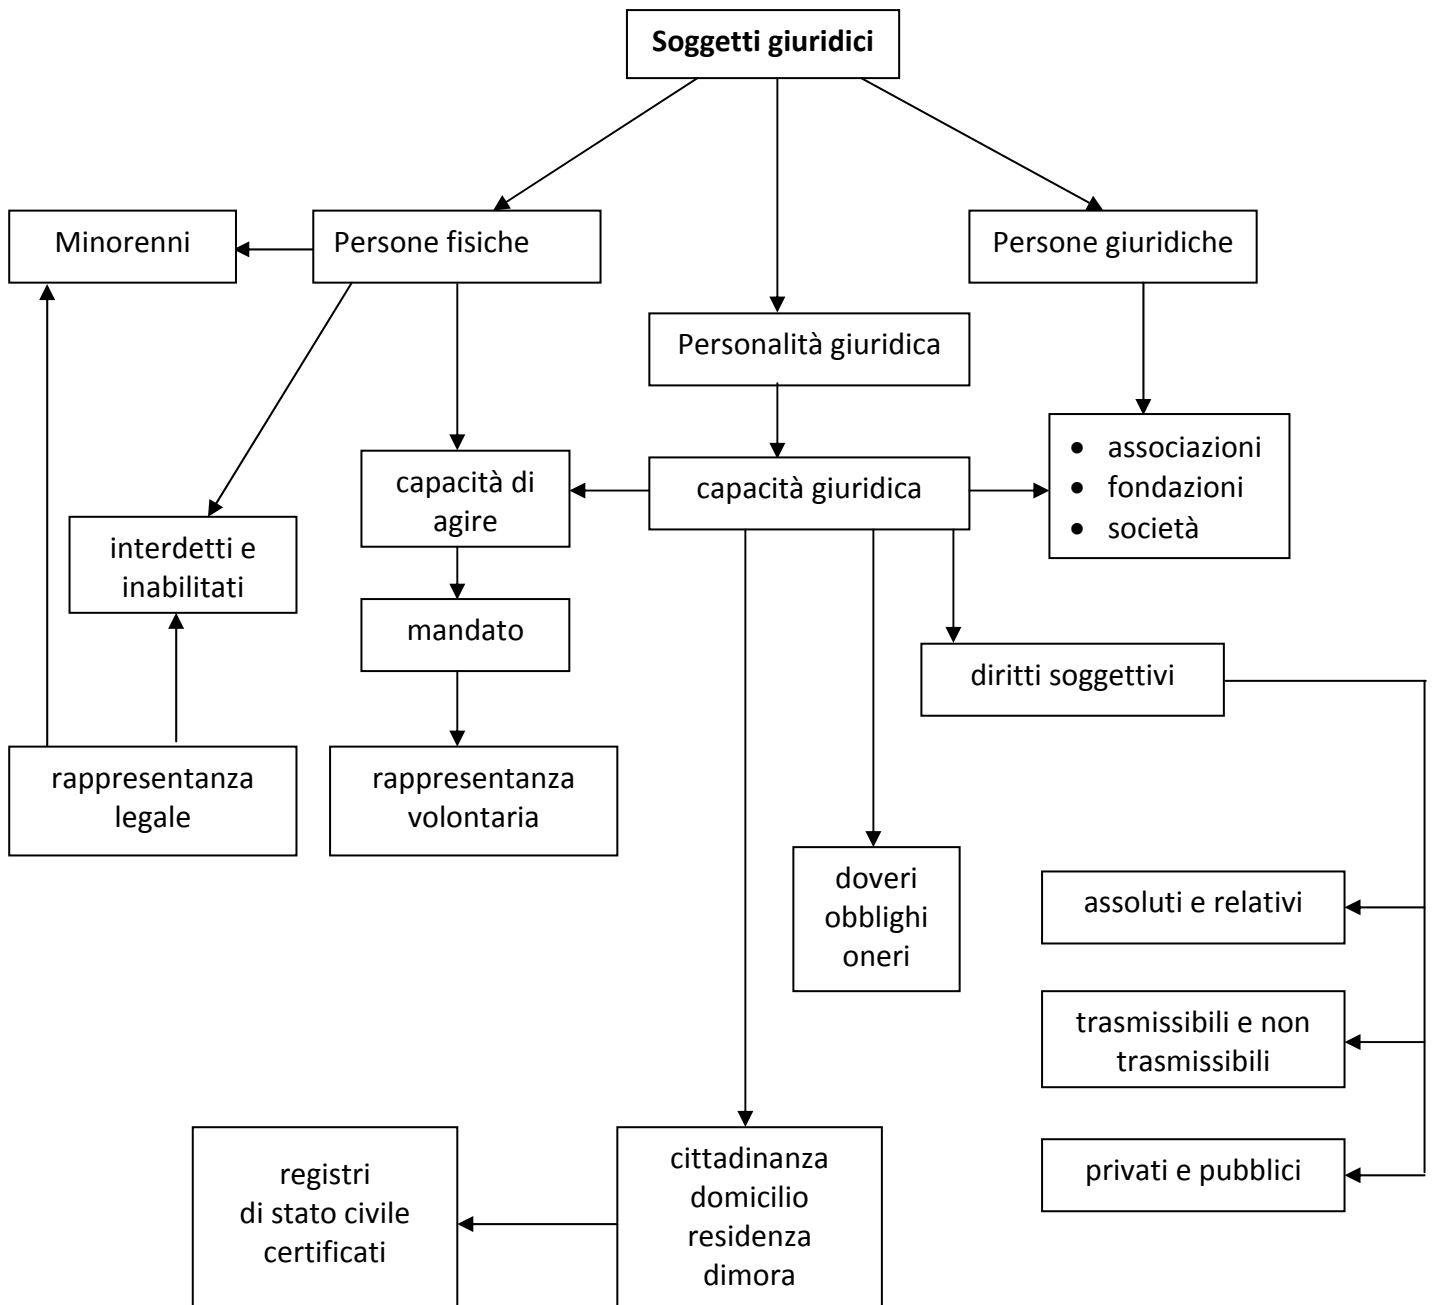 Soggetti giuridici
Minorenni
Persone fisiche
Persone giuridiche
Personalità giuridica
capacità di
agire
capacità giuridica
• associazioni
• fondazioni
• società
interdetti e
inabilitati
mandato
diritti soggettivi
rappresentanza
legale
rappresentanza
volontaria
doveri
obblighi
oneri
assoluti e relativi
trasmissibili e non
trasmissibili
privati e pubblici
registri
di stato civile
certificati
cittadinanza
domicilio
residenza
dimora